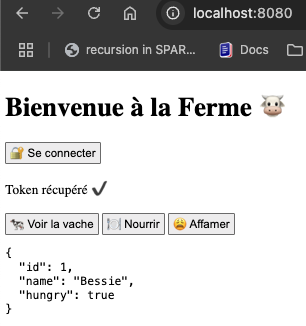 localhost:8080
recursion in SPAR...
Docs
Bienvenue à la Ferme 🐮
🔐 Se connecter
Token récupéré ✔️
🐄 Voir la vache 🍽️ Nourrir 😩 Affamer
{
  "id": 1,
  "name": "Bessie",
  "hungry": true
}